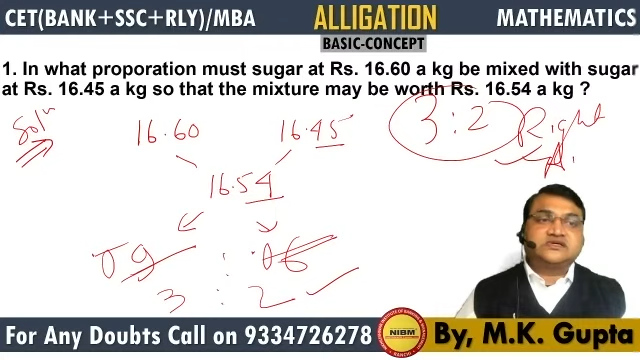 CET(BANK+SSC+RLY)/MBA ALLIGATION MATHEMATICS
BASIC-CONCEPT
1. In what proporation must sugar at Rs. 16.60 a kg be mixed with sugar
at Rs. 16.45 a kg so that the mixture may be worth Rs. 16.54 a kg ?
Solⁿ
16.60 16.45
3:2 Right
A.
16.54
09 : 06
3 : 2
For Any Doubts Call on 9334726278 NIBM By, M.K. Gupta
RANCHI